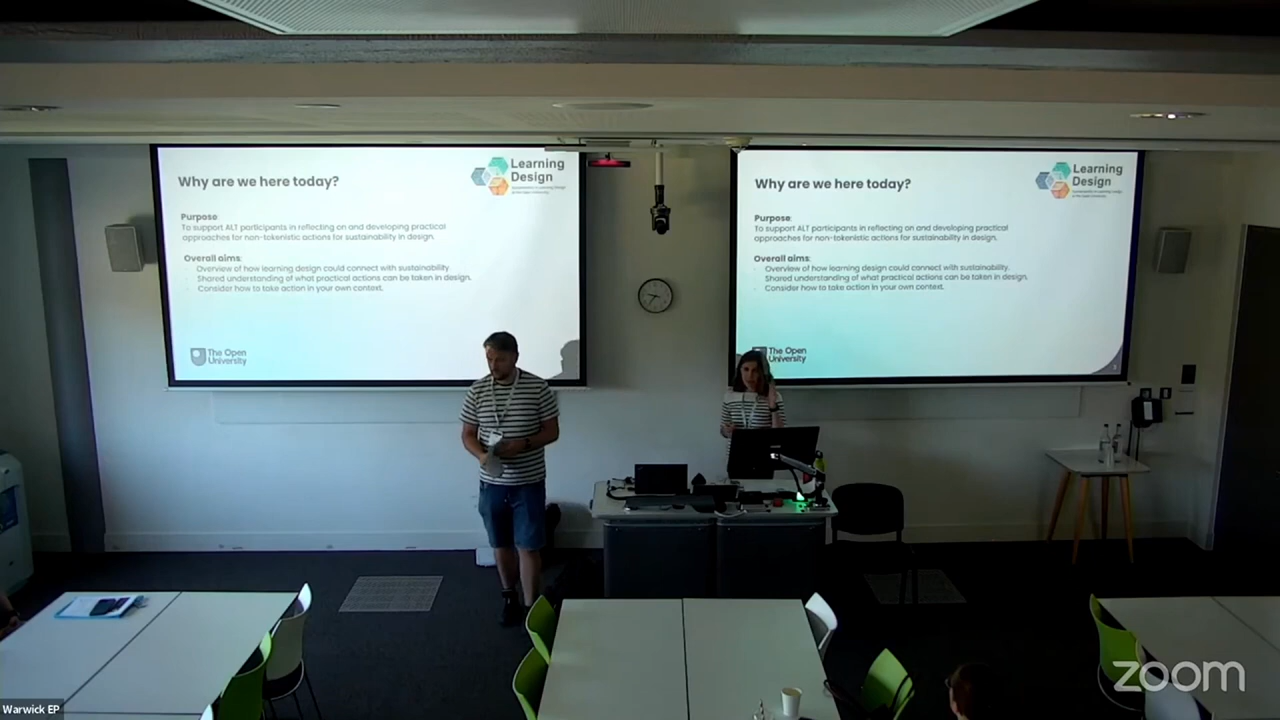 Why are we here today?
Learning
Design
Purpose:
To support ALT participants in reflecting on and developing practical
approaches for non-tokenistic actions for sustainability in design.
Overall aims:
Overview of how learning design could connect with sustainability.
Shared understanding of what practical actions can be taken in design.
Consider how to take action in your own context.
The Open
University
Why are we here today?
Learning
Design
Purpose:
To support ALT participants in reflecting on and developing practical
approaches for non-tokenistic actions for sustainability in design.
Overall aims:
Overview of how learning design could connect with sustainability.
Shared understanding of what practical actions can be taken in design.
Consider how to take action in your own context.
The Open
University
zoom
Warwick EP